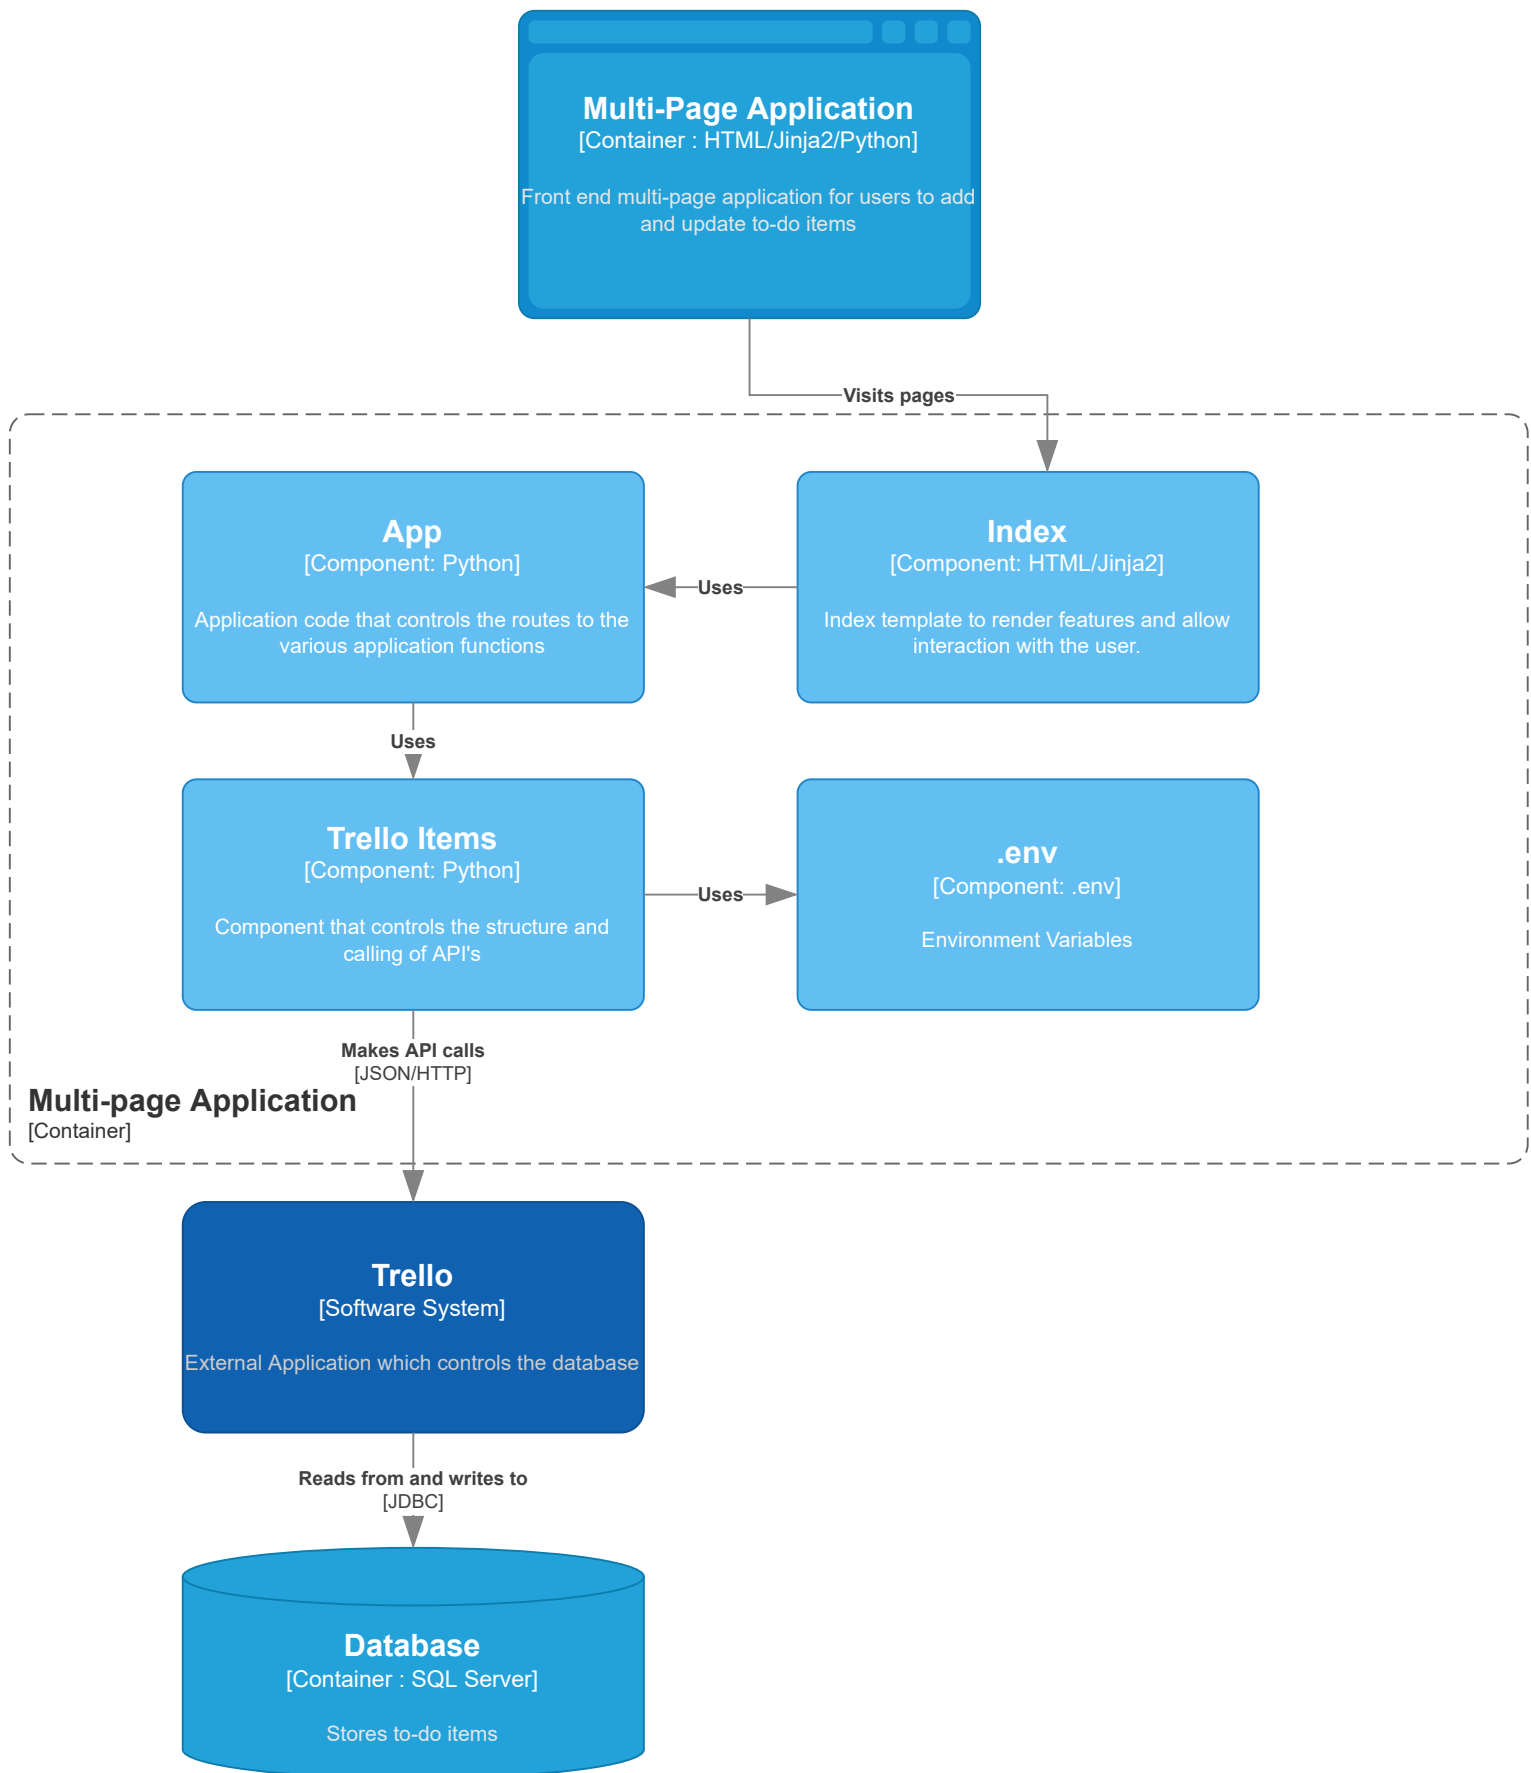 Multi-Page Application
[Container : HTML/Jinja2/Python]
Front end multi-page application for users to add
and update to-do items
Visits pages
App
[Component: Python]
Application code that controls the routes to the
various application functions
Uses
Index
[Component: HTML/Jinja2]
Index template to render features and allow
interaction with the user.
Uses
Trello Items
[Component: Python]
Component that controls the structure and
calling of API's
Uses
.env
[Component: .env]
Environment Variables
Makes API calls
[JSON/HTTP]
Multi-page Application
[Container]
Trello
[Software System]
External Application which controls the database
Reads from and writes to
[JDBC]
Database
[Container : SQL Server]
Stores to-do items